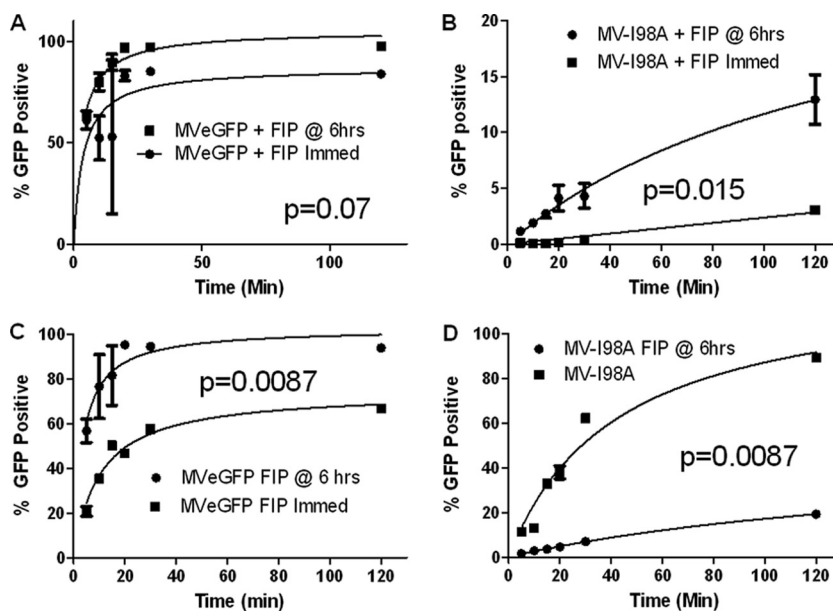 A
% GFP Positive
100
50
0
MVeGFP + FIP @ 6hrs
MVeGFP + FIP Immed
p=0.07
0
50
100
Time (Min)
B
% GFP positive
20
15
10
5
0
MV-I98A + FIP @ 6hrs
MV-I98A + FIP Immed
p=0.015
0
20
40
60
80
100
120
Time (Min)
C
% GFP Positive
100
80
60
40
20
0
p=0.0087
MVeGFP FIP @ 6 hrs
MVeGFP FIP Immed
0
20
40
60
80
100
120
Time (min)
D
% GFP Positive
100
80
60
40
20
0
MV-I98A FIP @ 6hrs
MV-I98A
p=0.0087
0
20
40
60
80
100
120
Time (Min)